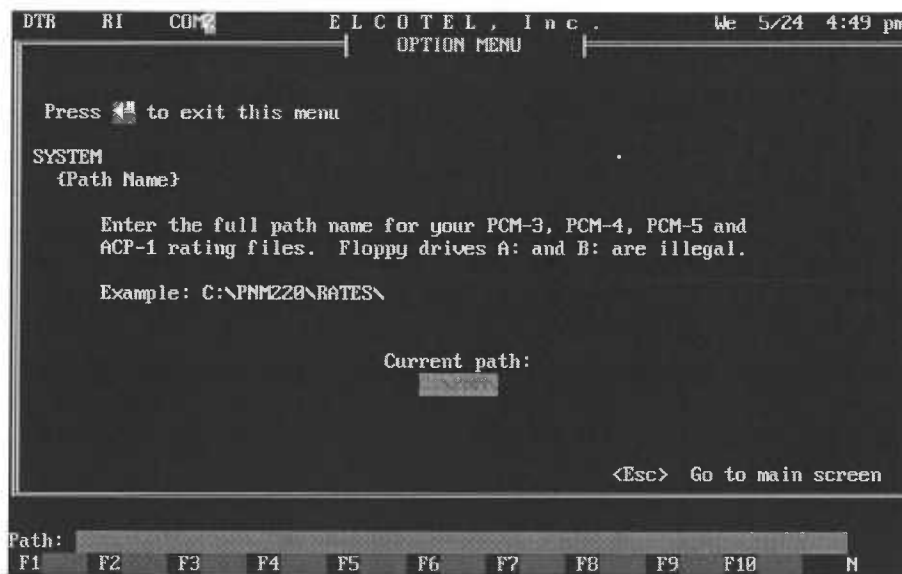 DTR RI COM2 E L C O T E L , I n c . We 5/24 4:49 pm
OPTION MENU
Press to exit this menu
SYSTEM
{Path Name}
Enter the full path name for your PCM-3, PCM-4, PCM-5 and
ACP-1 rating files. Floppy drives A: and B: are illegal.
Example: C:\PNM220\RATES\
Current path:
<Esc> Go to main screen
Path:
F1 F2 F3 F4 F5 F6 F7 F8 F9 F10 N